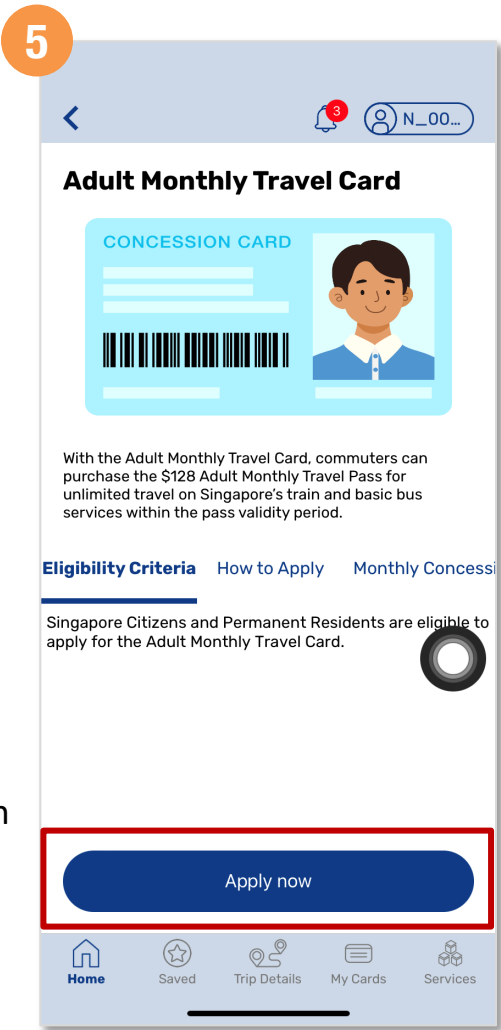 5
3
N_00...
Adult Monthly Travel Card
CONCESSION CARD
With the Adult Monthly Travel Card, commuters can
purchase the $128 Adult Monthly Travel Pass for
unlimited travel on Singapore's train and basic bus
services within the pass validity period.
Eligibility Criteria How to Apply Monthly Concessi
Singapore Citizens and Permanent Residents are eligible to
apply for the Adult Monthly Travel Card.
Apply now
Home Saved Trip Details My Cards Services